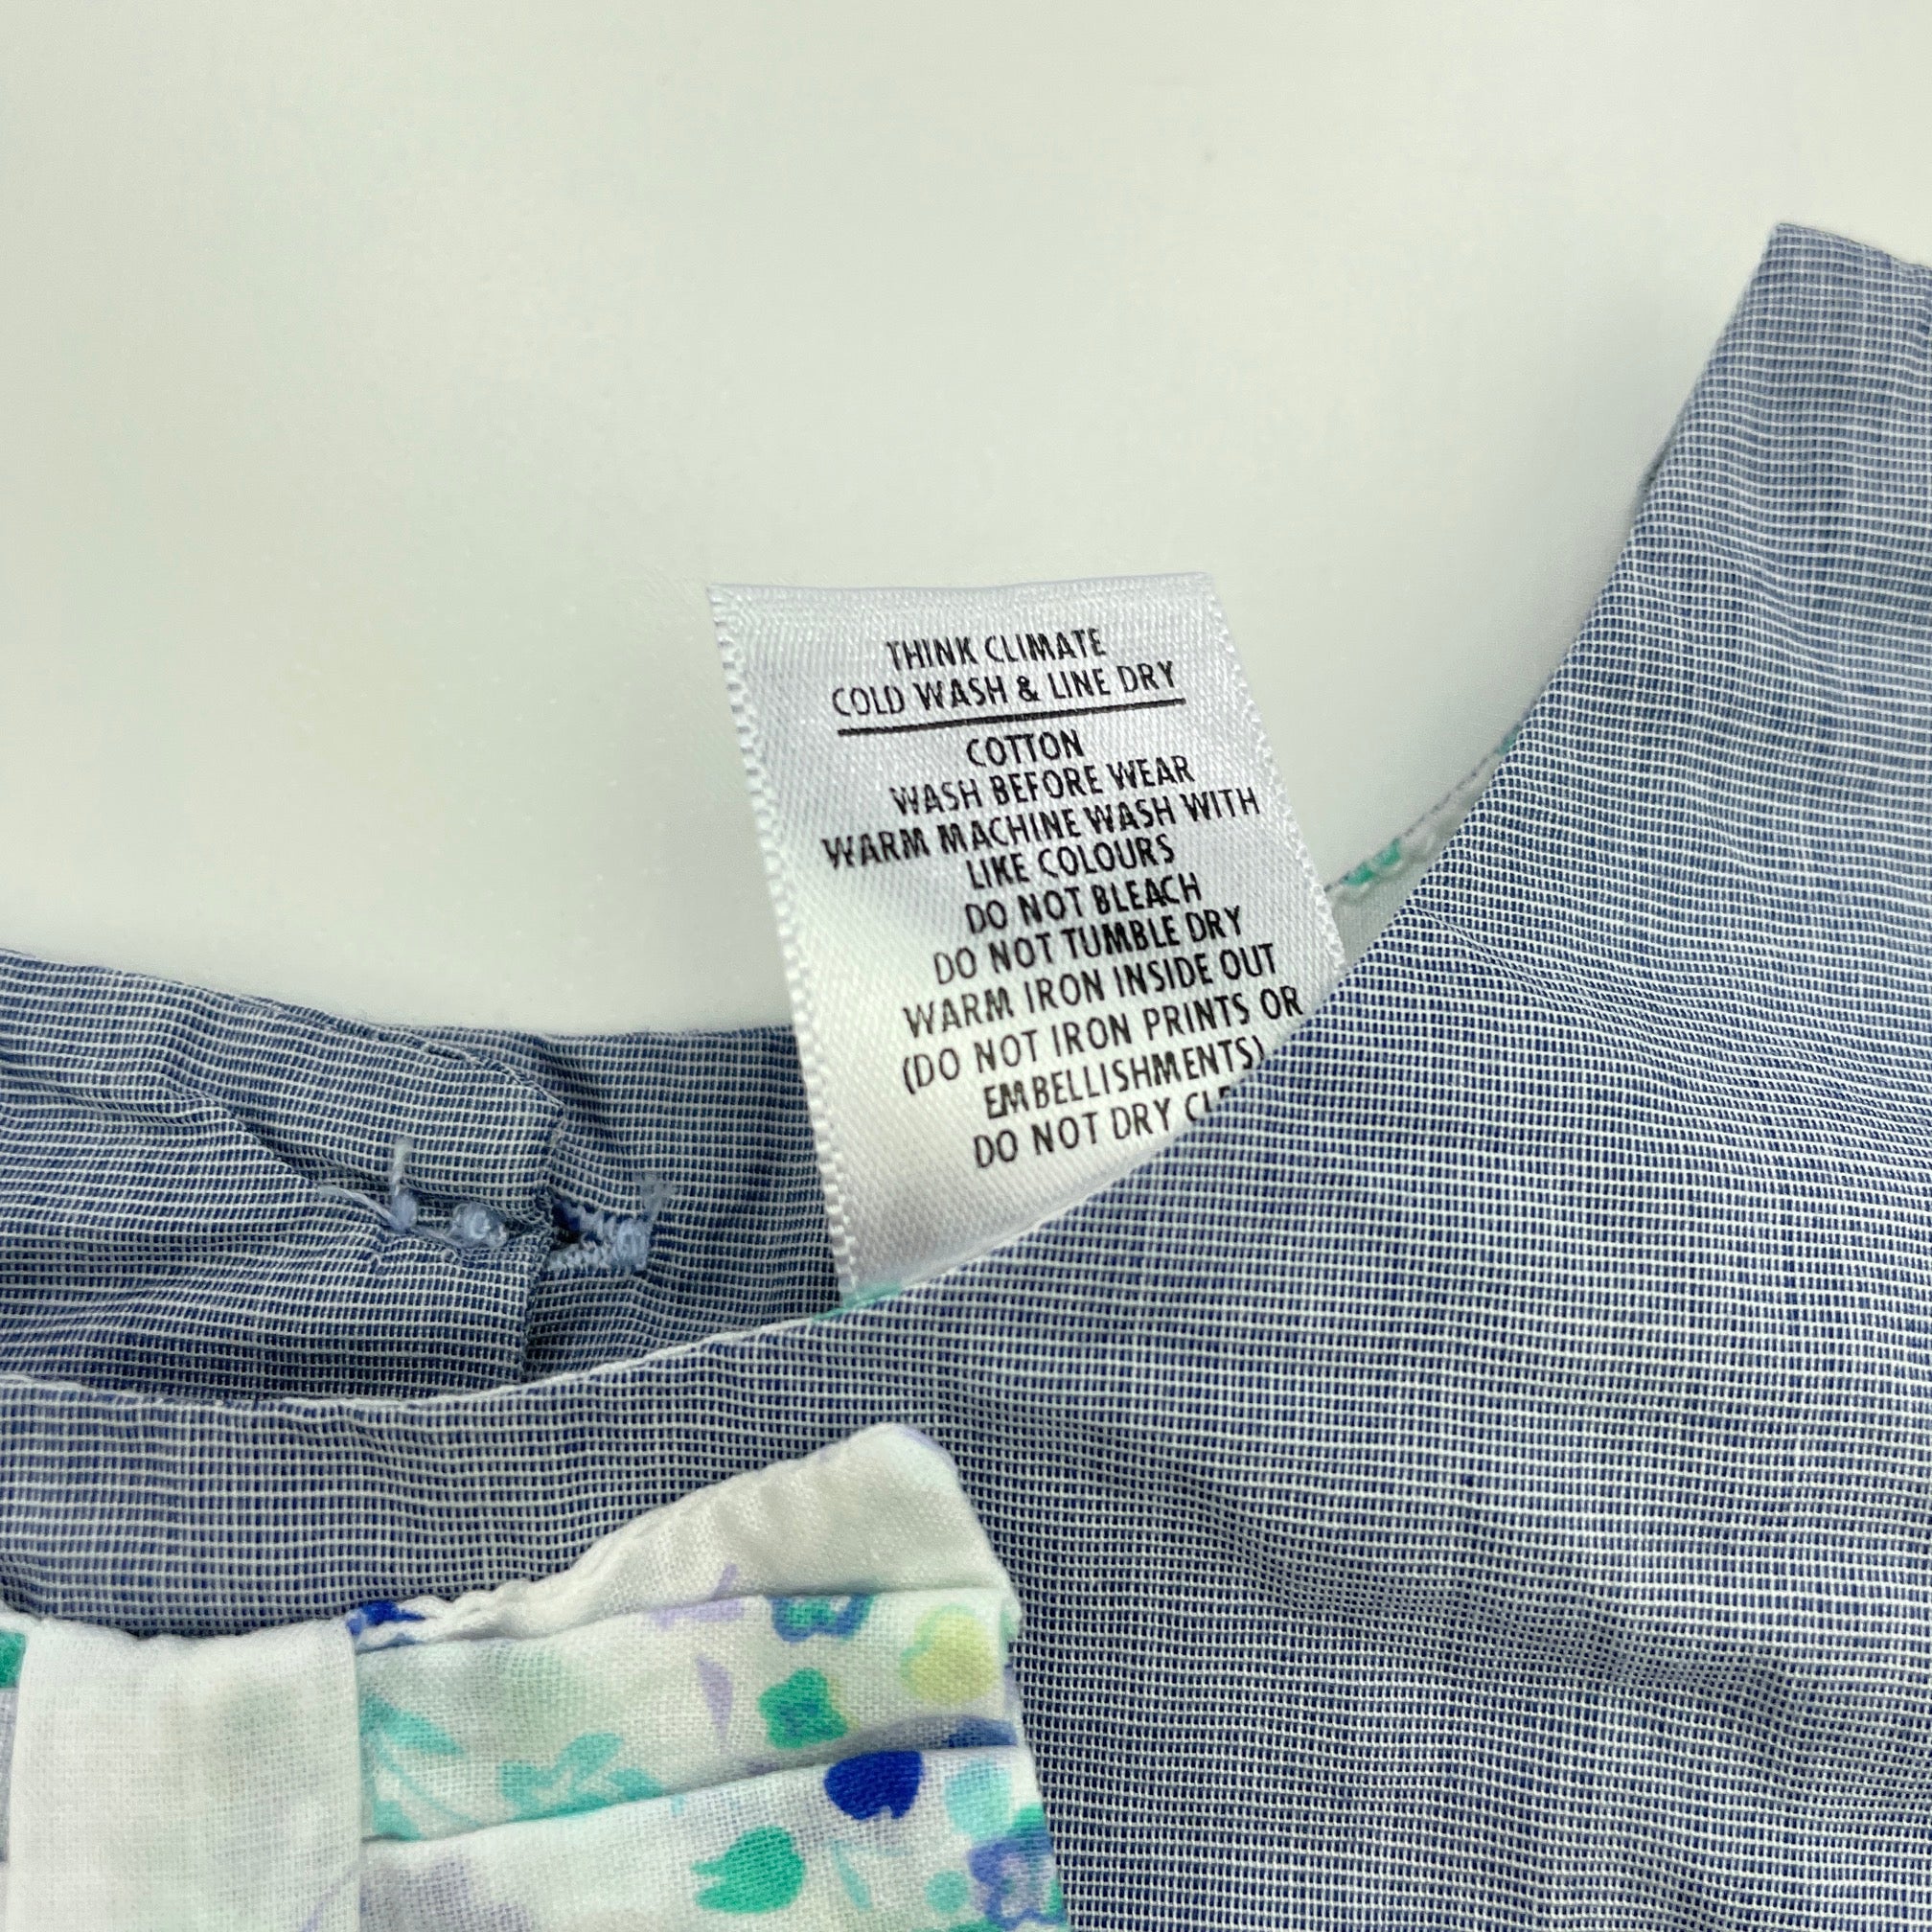 THINK CLIMATE
COLD WASH & LINE DRY
COTTON
WASH BEFORE WEAR
WARM MACHINE WASH WITH
LIKE COLOURS
DO NOT BLEACH
DO NOT TUMBLE DRY
WARM IRON INSIDE OUT
(DO NOT IRON PRINTS OR
EMBELLISHMENTS)
DO NOT DRY